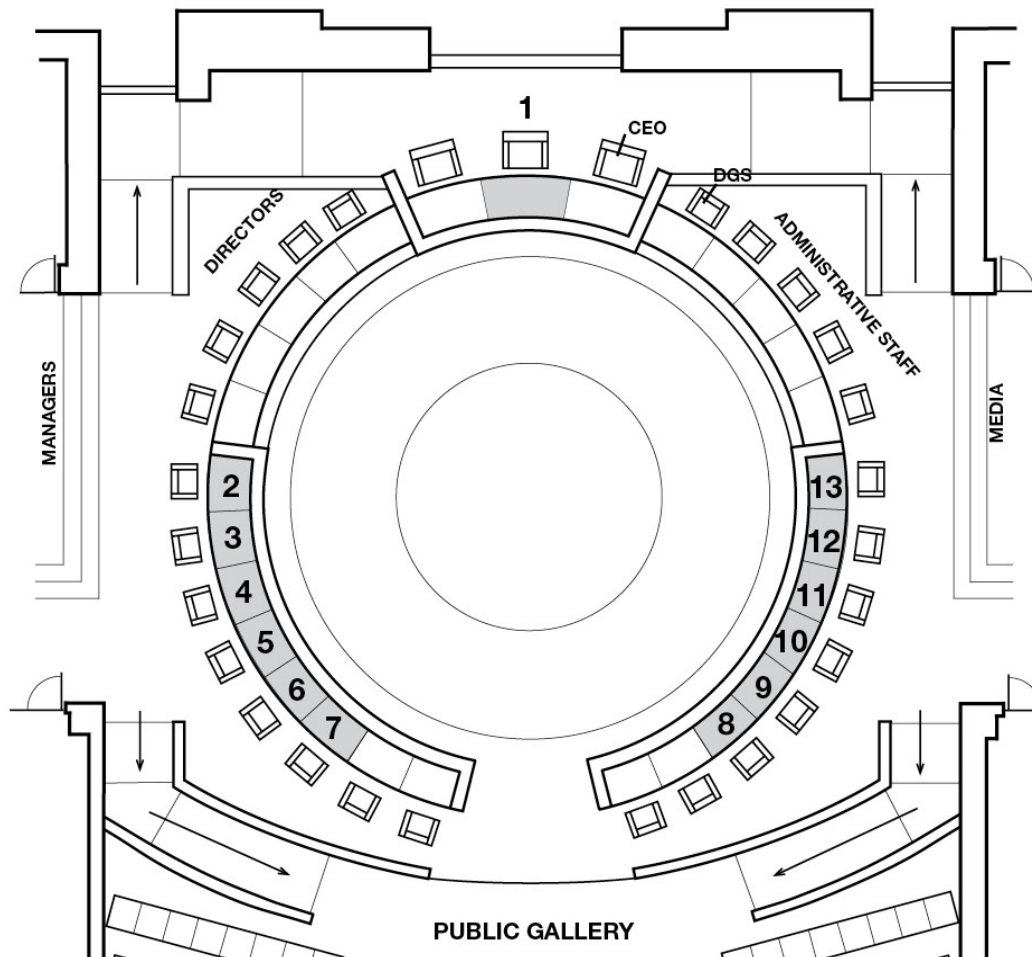 1
CEO
DGS
DIRECTORS
ADMINISTRATIVE STAFF
MANAGERS
MEDIA
2
13
3
12
4
11
5
10
6
9
7
8
PUBLIC GALLERY